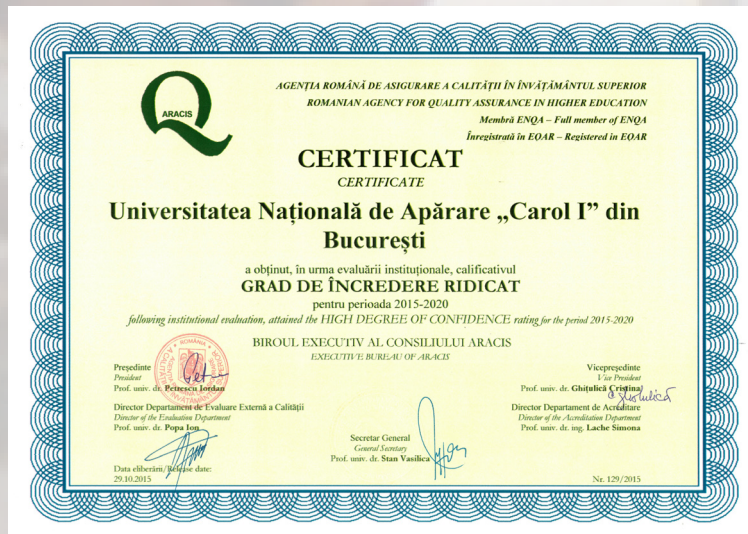 ARACIS
AGENȚIA ROMÂNĂ DE ASIGURARE A CALITĂȚII ÎN ÎNVĂȚĂMÂNTUL SUPERIOR
ROMANIAN AGENCY FOR QUALITY ASSURANCE IN HIGHER EDUCATION
Membră ENQA – Full member of ENQA
Înregistrată în EQAR – Registered in EQAR
CERTIFICAT
CERTIFICATE
Universitatea Națională de Apărare „Carol I” din
București
a obținut, în urma evaluării instituționale, calificativul
GRAD DE ÎNCREDERE RIDICAT
pentru perioada 2015-2020
following institutional evaluation, attained the HIGH DEGREE OF CONFIDENCE rating for the period 2015-2020
BIROUL EXECUTIV AL CONSILIULUI ARACIS
EXECUTIVE BUREAU OF ARACIS
ROMÂNIA
Președinte
President
Prof. univ. dr. Petrescu Iordan
Vicepreședinte
Vice President
Prof. univ. dr. Ghițulică Cristina
Director Departament de Evaluare Externă a Calității
Director of the Evaluation Department
Prof. univ. dr. Popa Ion
Director Departament de Acreditare
Director of the Accreditation Department
Prof. univ. dr. ing. Lache Simona
Secretar General
General Secretary
Prof. univ. dr. Stan Vasilica
Data eliberării/Release date:
29.10.2015
Nr. 129/2015